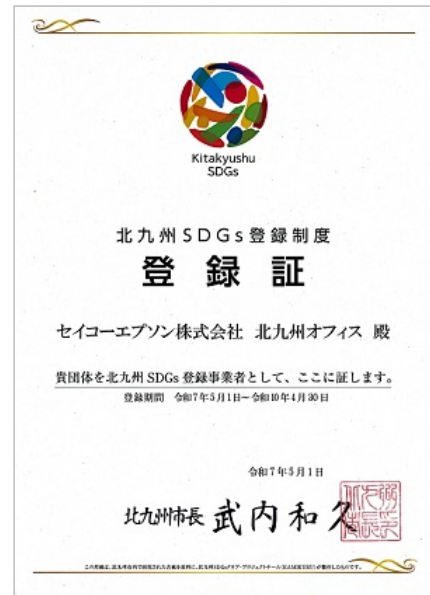 Kitakyushu
SDGs
北九州SDGs登録制度
登録証
セイコーエプソン株式会社 北九州オフィス 殿
貴団体を北九州SDGs登録事業者として、ここに証します。
登録期間 令和7年5月1日～令和10年4月30日
令和7年5月1日
北九州市長 武内和久